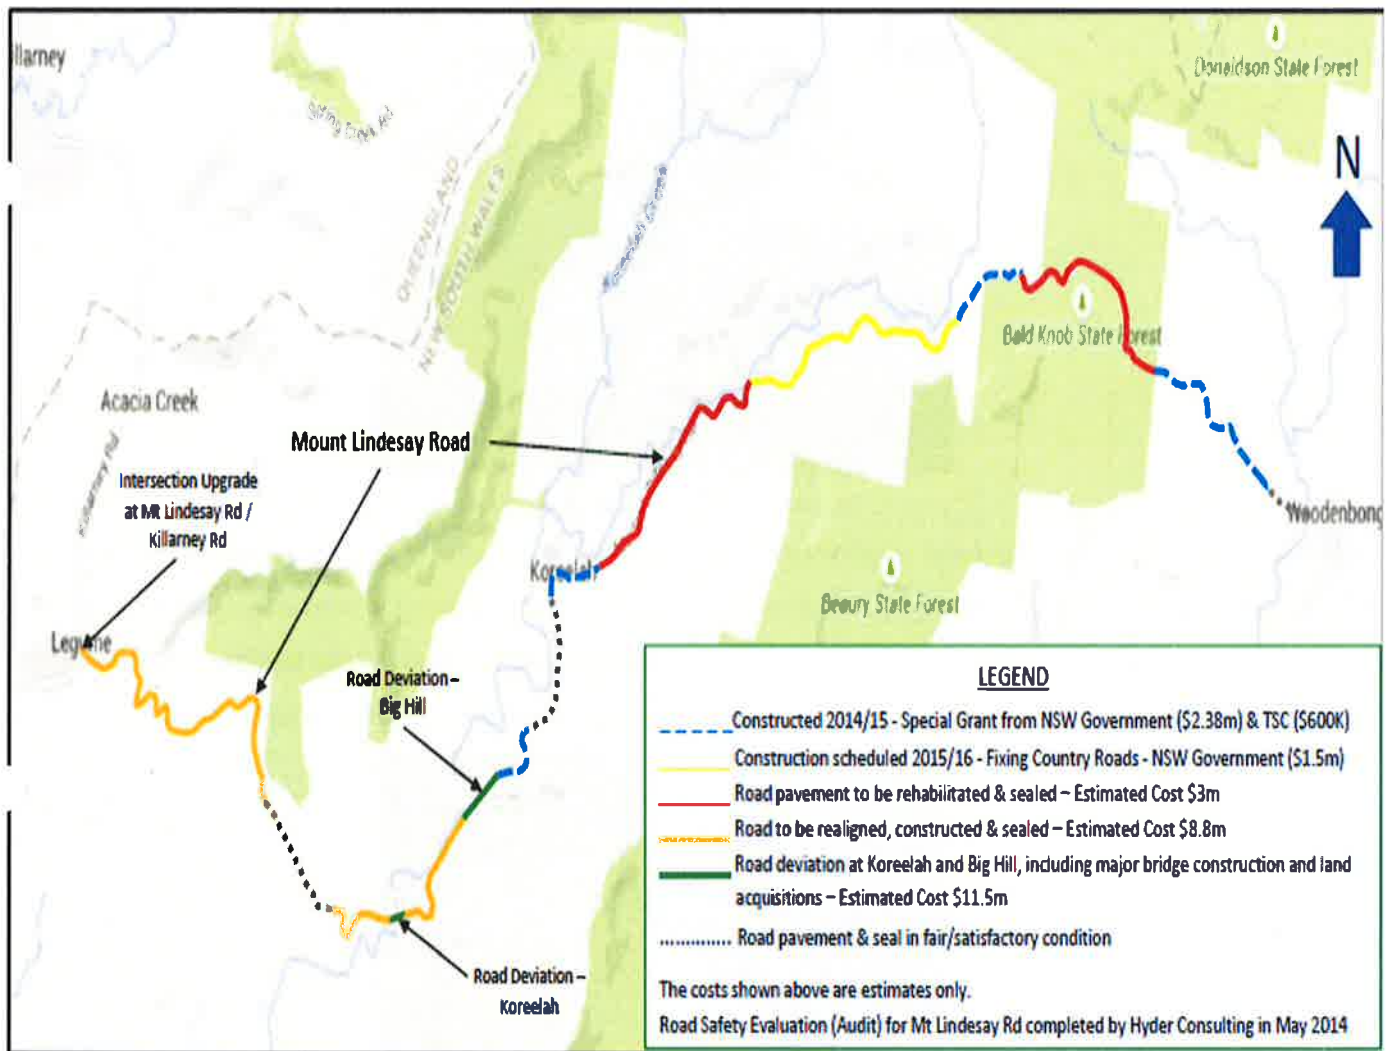 llarney
Donaldson State Forest
N
QUEENSLAND
NEW SOUTH WALES
Koreelah Creek
Bald Knob State Forest
Acacia Creek
Killarney Rd
Mount Lindesay Road
Intersection Upgrade
at Mt Lindesay Rd /
Killarney Rd
Woodenbong
Koreelah
Beaury State Forest
Legume
Road Deviation –
Big Hill
Road Deviation –
Koreelah
LEGEND
Constructed 2014/15 - Special Grant from NSW Government ($2.38m) & TSC ($600K)
Construction scheduled 2015/16 - Fixing Country Roads - NSW Government ($1.5m)
Road pavement to be rehabilitated & sealed – Estimated Cost $3m
Road to be realigned, constructed & sealed – Estimated Cost $8.8m
Road deviation at Koreelah and Big Hill, including major bridge construction and land
acquisitions – Estimated Cost $11.5m
Road pavement & seal in fair/satisfactory condition
The costs shown above are estimates only.
Road Safety Evaluation (Audit) for Mt Lindesay Rd completed by Hyder Consulting in May 2014